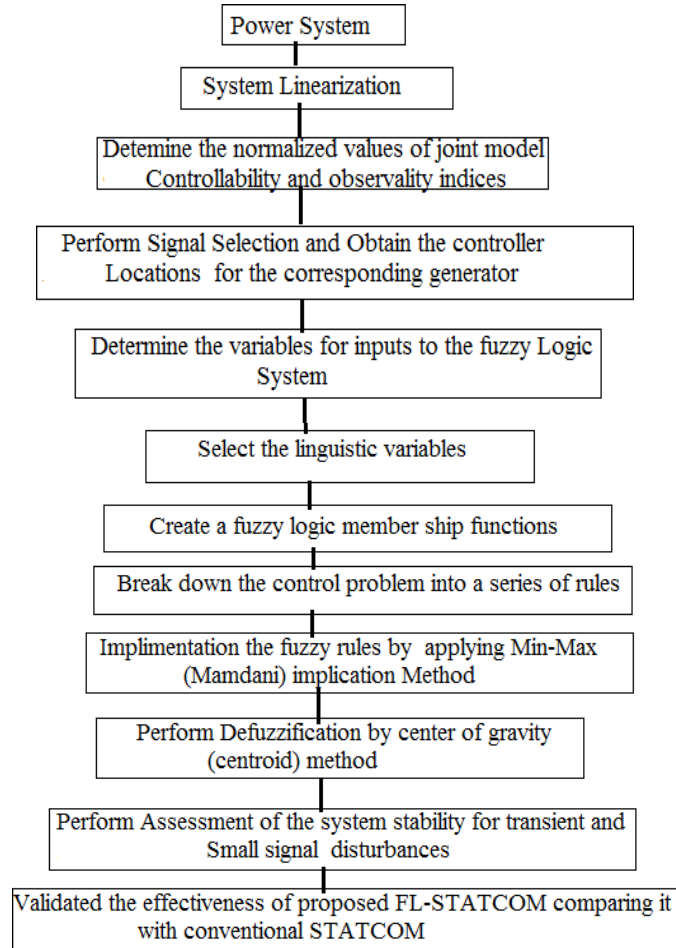 Power System
System Linearization
Detemine the normalized values of joint model
Controllability and observality indices
Perform Signal Selection and Obtain the controller
Locations for the corresponding generator
Determine the variables for inputs to the fuzzy Logic
System
Select the linguistic variables
Create a fuzzy logic member ship functions
Break down the control problem into a series of rules
Implimentation the fuzzy rules by applying Min-Max
(Mamdani) implication Method
Perform Defuzzification by center of gravity
(centroid) method
Perform Assessment of the system stability for transient and
Small signal disturbances
Validated the effectiveness of proposed FL-STATCOM comparing it
with conventional STATCOM